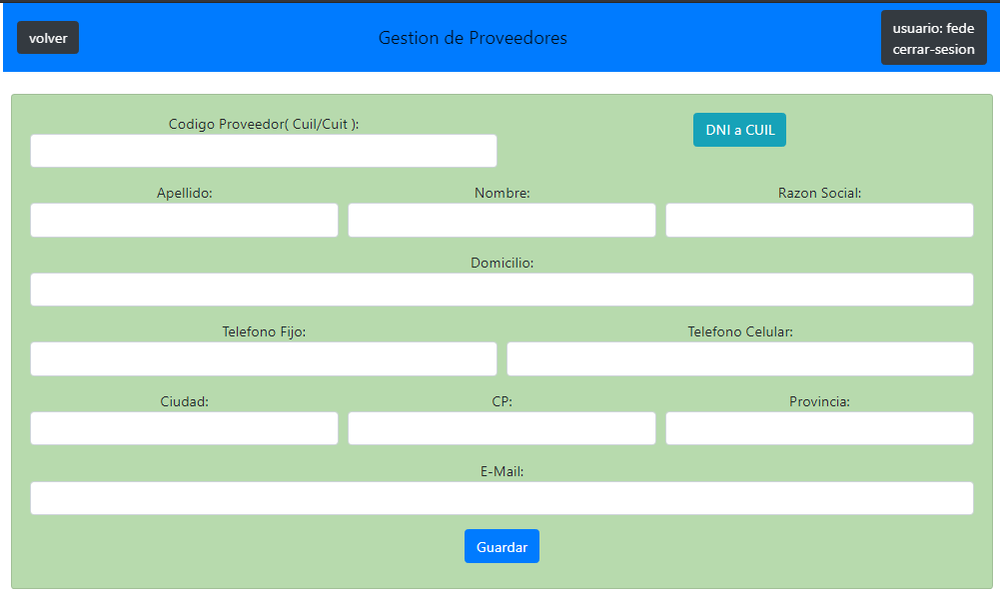 volver
Gestion de Proveedores
usuario: fede
cerrar-sesion
Codigo Proveedor( Cuil/Cuit ):
DNI a CUIL
Apellido:
Nombre:
Razon Social:
Domicilio:
Telefono Fijo:
Telefono Celular:
Ciudad:
CP:
Provincia:
E-Mail:
Guardar